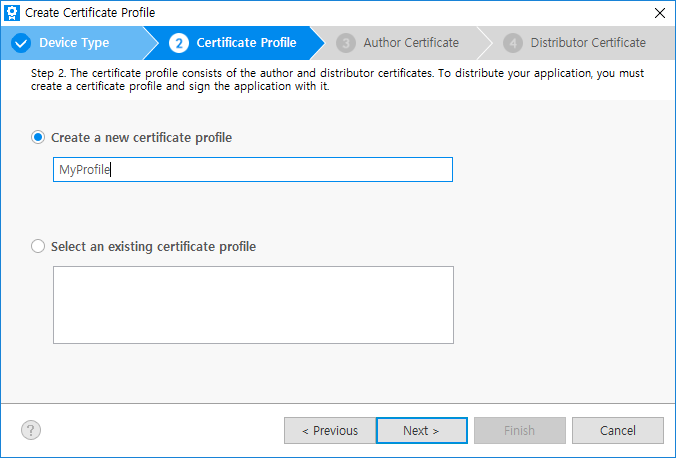 Create Certificate Profile
Device Type
2 Certificate Profile
3 Author Certificate
4 Distributor Certificate
Step 2. The certificate profile consists of the author and distributor certificates. To distribute your application, you must
create a certificate profile and sign the application with it.
Create a new certificate profile
MyProfile
Select an existing certificate profile
?
< Previous
Next >
Finish
Cancel